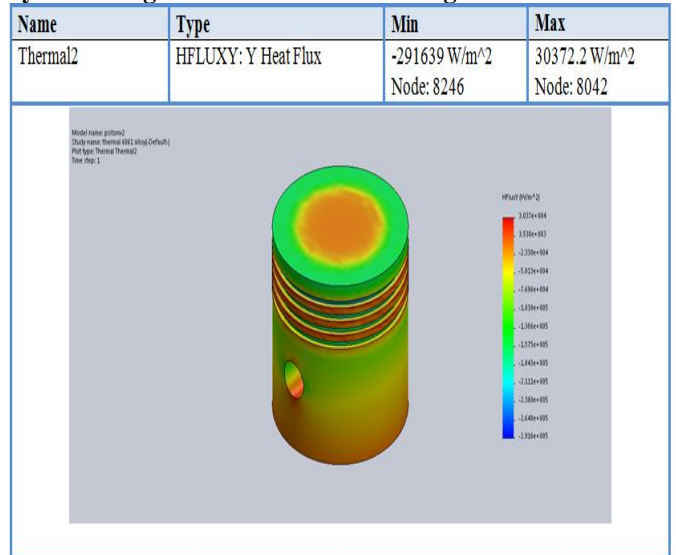 Name Type Min Max
Thermal2 HFLUXY: Y Heat Flux -291639 W/m^2 30372.2 W/m^2
Node: 8246 Node: 8042
Model name: pistonv2
Study name: thermal 6061 alloy(-Default-)
Plot type: Thermal Thermal2
Time step: 1
HFluxY (W/m^2)
3.037e+004
3.538e+003
-2.330e+004
-5.013e+004
-7.696e+004
-1.038e+005
-1.306e+005
-1.575e+005
-1.843e+005
-2.111e+005
-2.380e+005
-2.648e+005
-2.916e+005